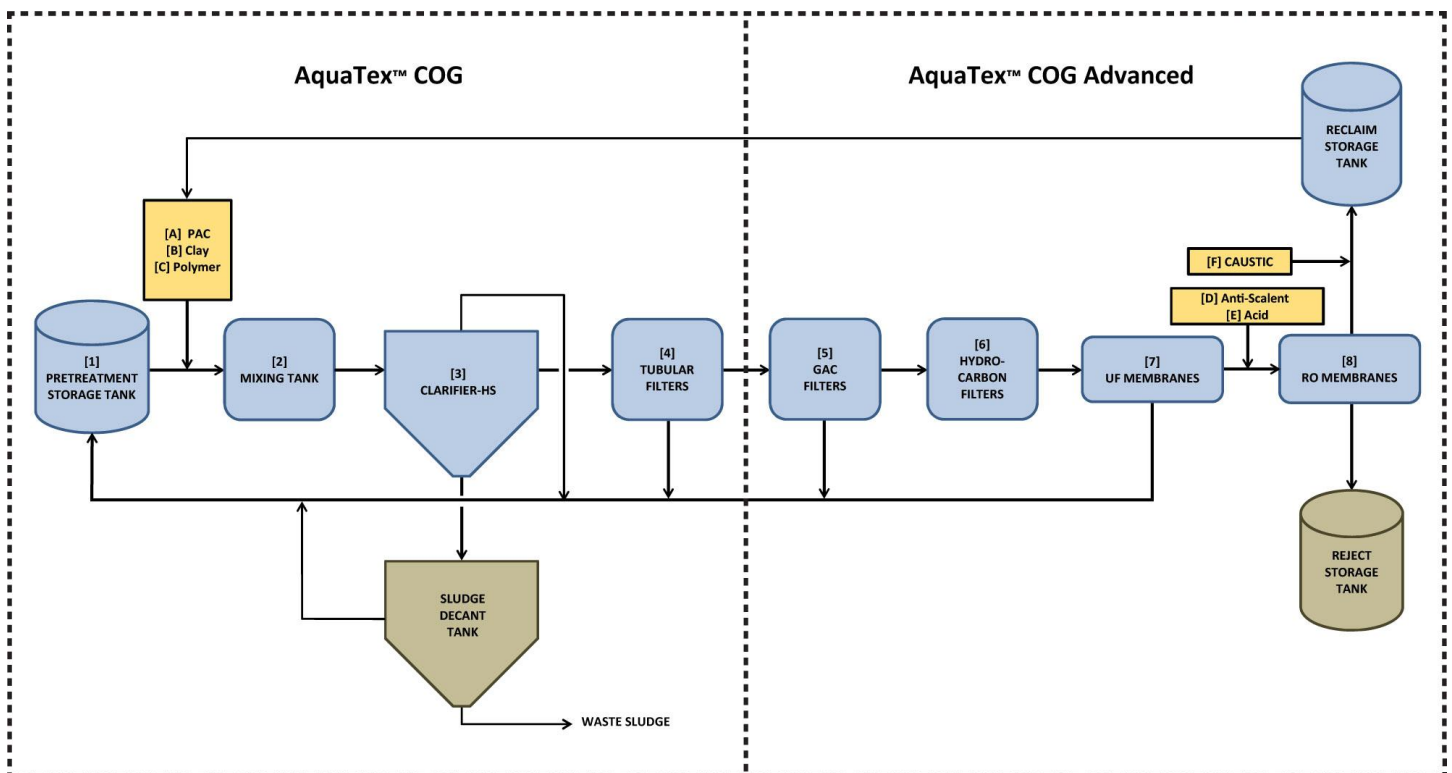 AquaTex™ COG
AquaTex™ COG Advanced
RECLAIM
STORAGE
TANK
[A] PAC
[B] Clay
[C] Polymer
[F] CAUSTIC
[D] Anti-Scalent
[E] Acid
[1]
PRETREATMENT
STORAGE TANK
[2]
MIXING TANK
[3]
CLARIFIER-HS
[4]
TUBULAR
FILTERS
[5]
GAC
FILTERS
[6]
HYDRO-
CARBON
FILTERS
[7]
UF MEMBRANES
[8]
RO MEMBRANES
SLUDGE
DECANT
TANK
REJECT
STORAGE
TANK
WASTE SLUDGE